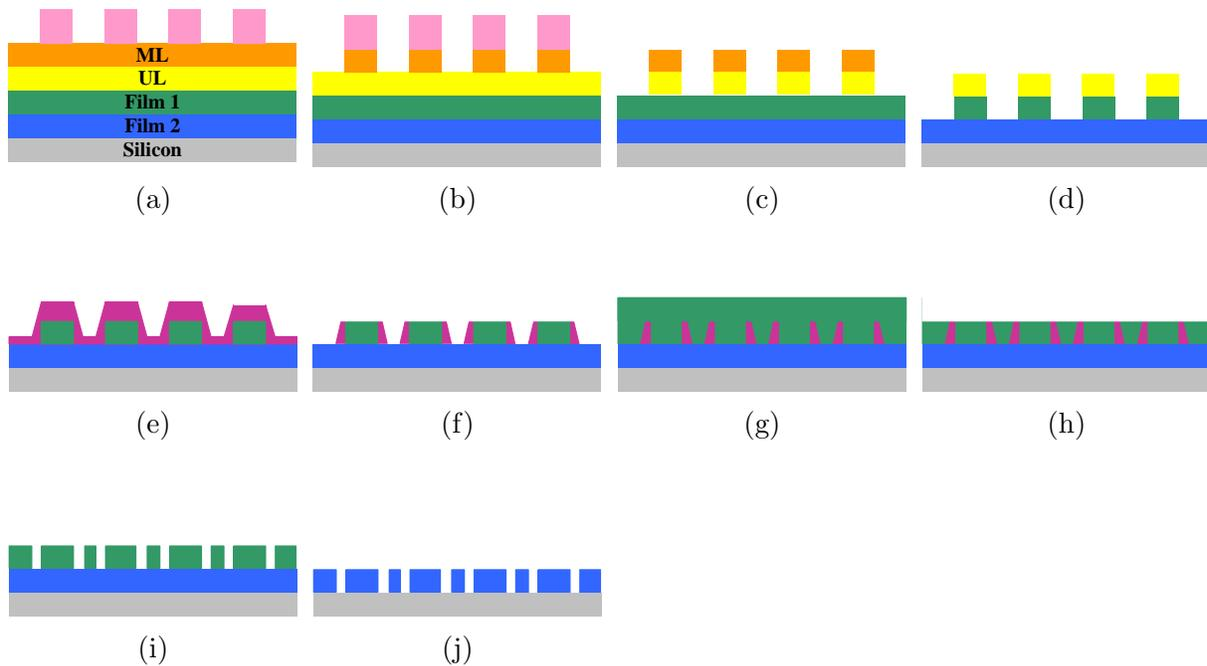 ML
UL
Film 1
Film 2
Silicon
(a)
(b)
(c)
(d)
(e)
(f)
(g)
(h)
(i)
(j)